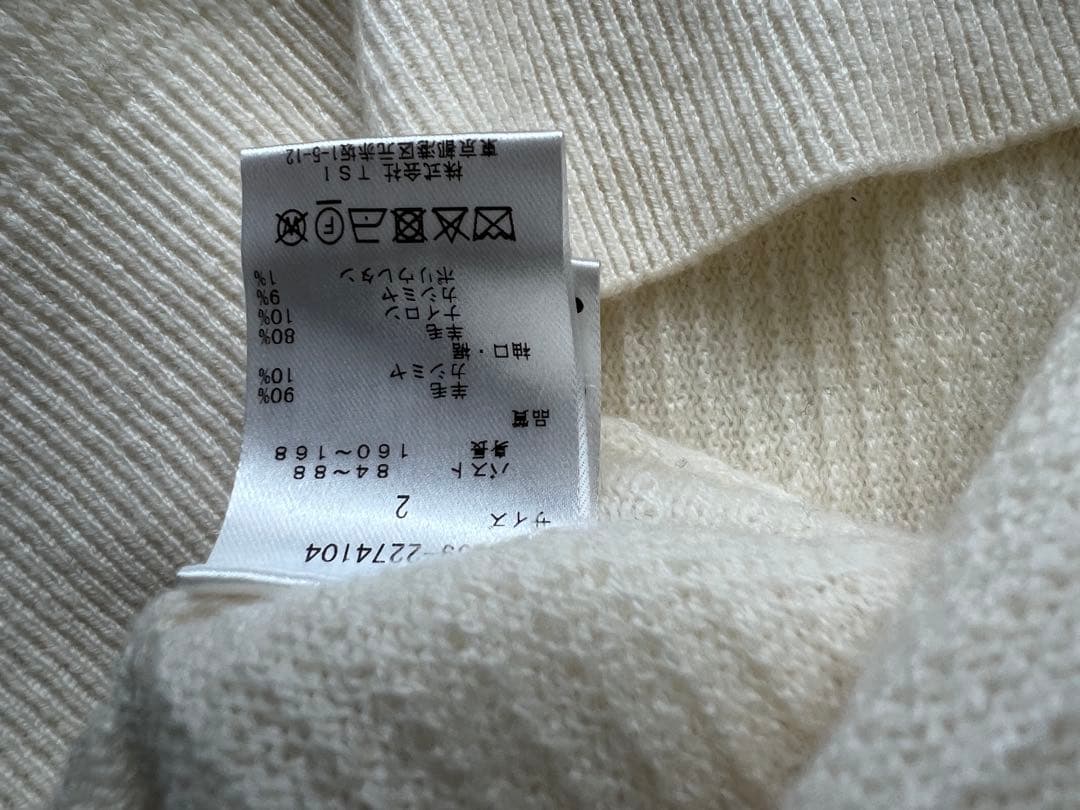 2274104
サイズ 2
バスト 84~88
身長 160~168
品質
羊毛 90%
カシミヤ 10%
袖口・裾
羊毛 80%
ナイロン 10%
カシミヤ 9%
ポリウレタン 1%
F W
株式会社 TSI
東京都港区元赤坂1-5-12